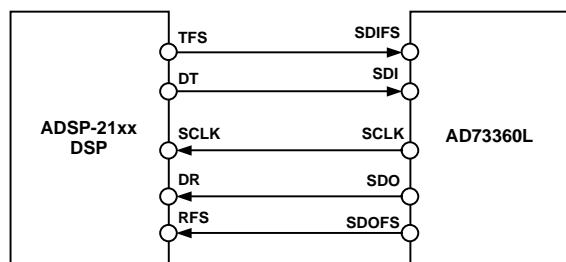 TFS SDIFS
DT SDI
ADSP-21xx
DSP
SCLK SCLK
AD73360L
DR SDO
RFS SDOFS